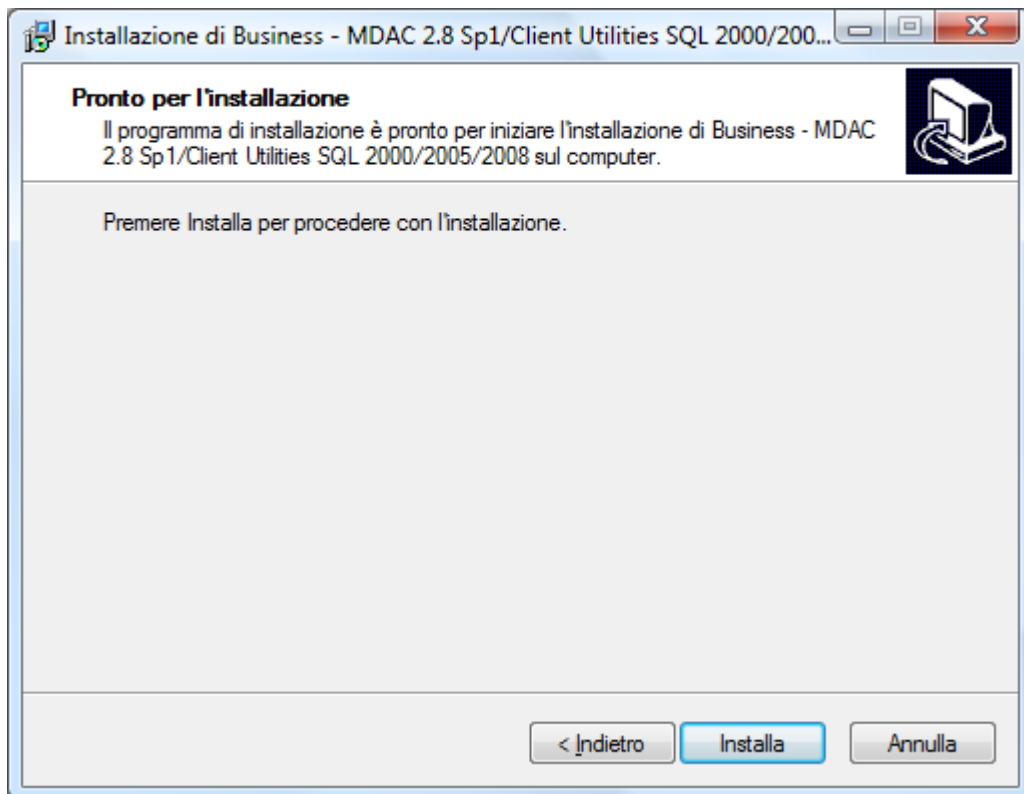 Installazione di Business - MDAC 2.8 Sp1/Client Utilities SQL 2000/200...
Pronto per l'installazione
Il programma di installazione è pronto per iniziare l'installazione di Business - MDAC
2.8 Sp1/Client Utilities SQL 2000/2005/2008 sul computer.
Premere Installa per procedere con l'installazione.
< Indietro
Installa
Annulla